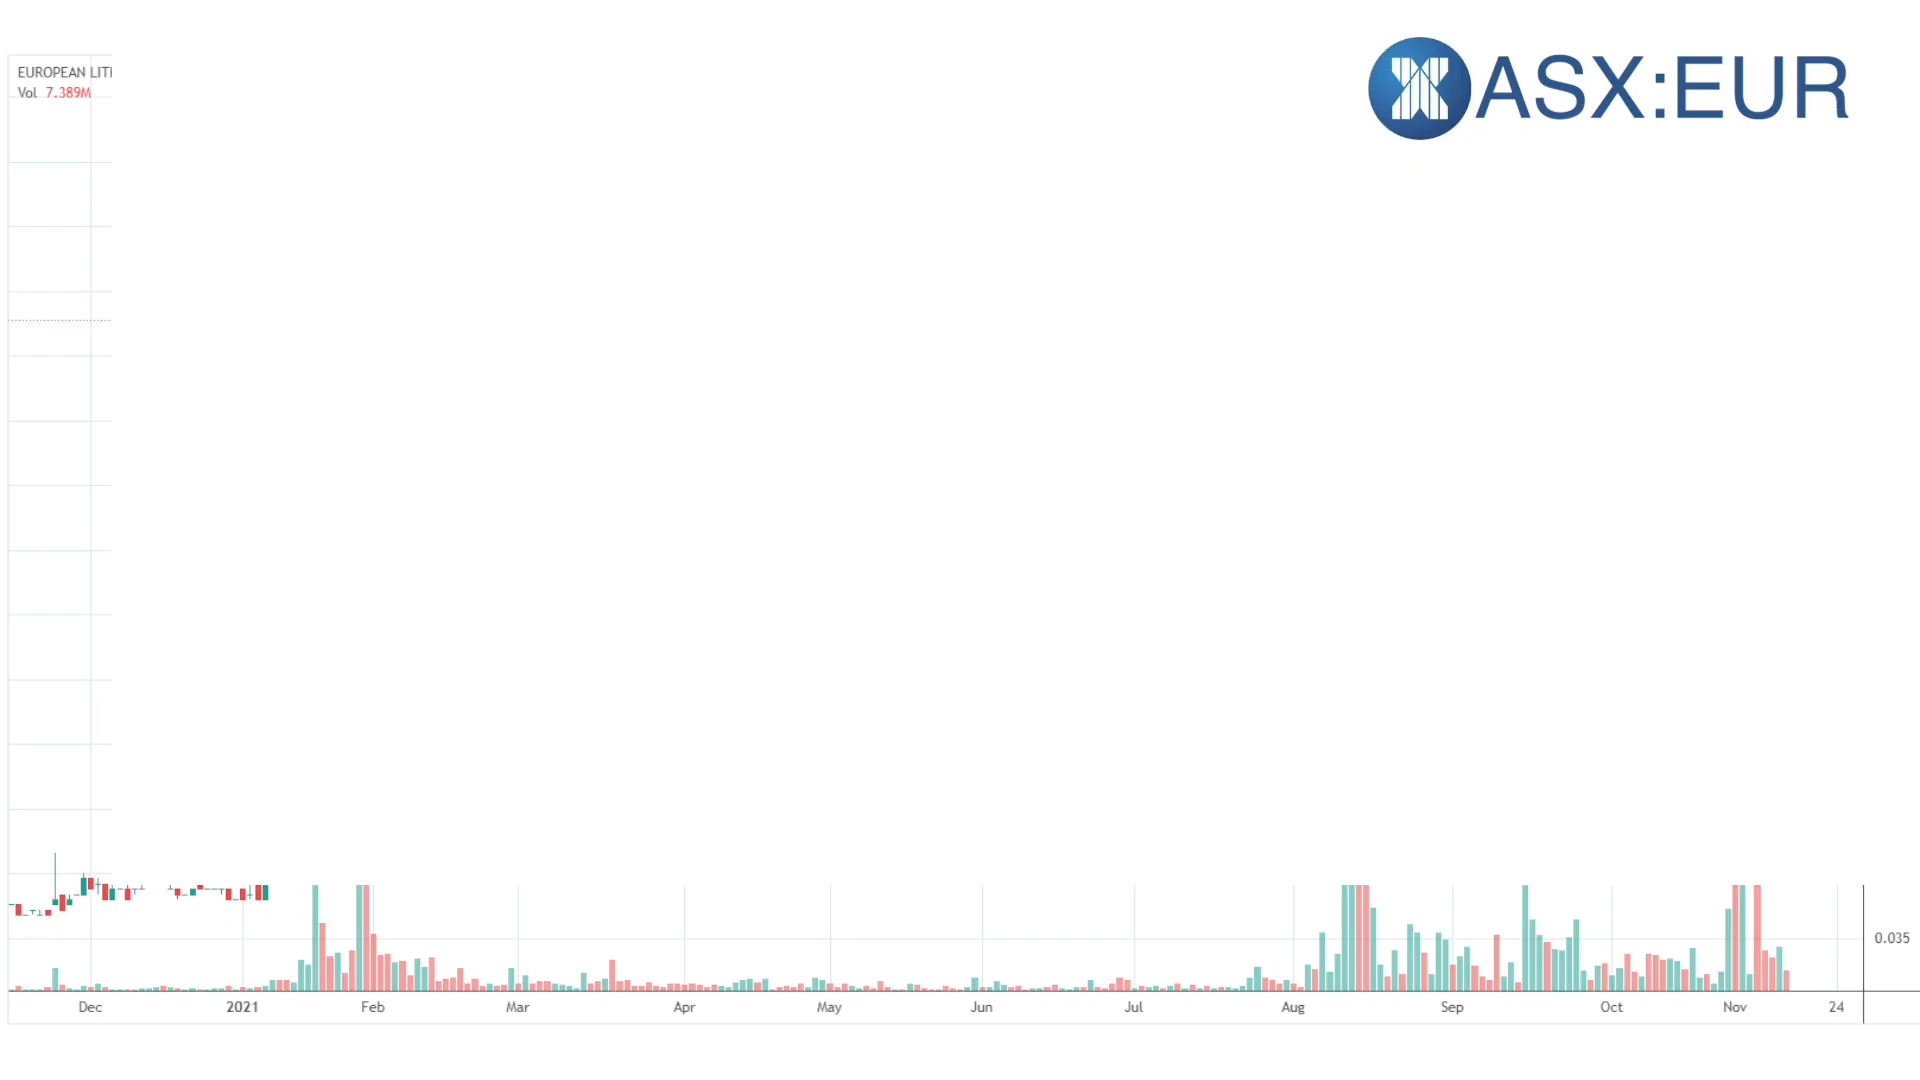 ASX:EUR
EUROPEAN LITH
Vol 7.389M
0.035
Dec 2021 Feb Mar Apr May Jun Jul Aug Sep Oct Nov 24